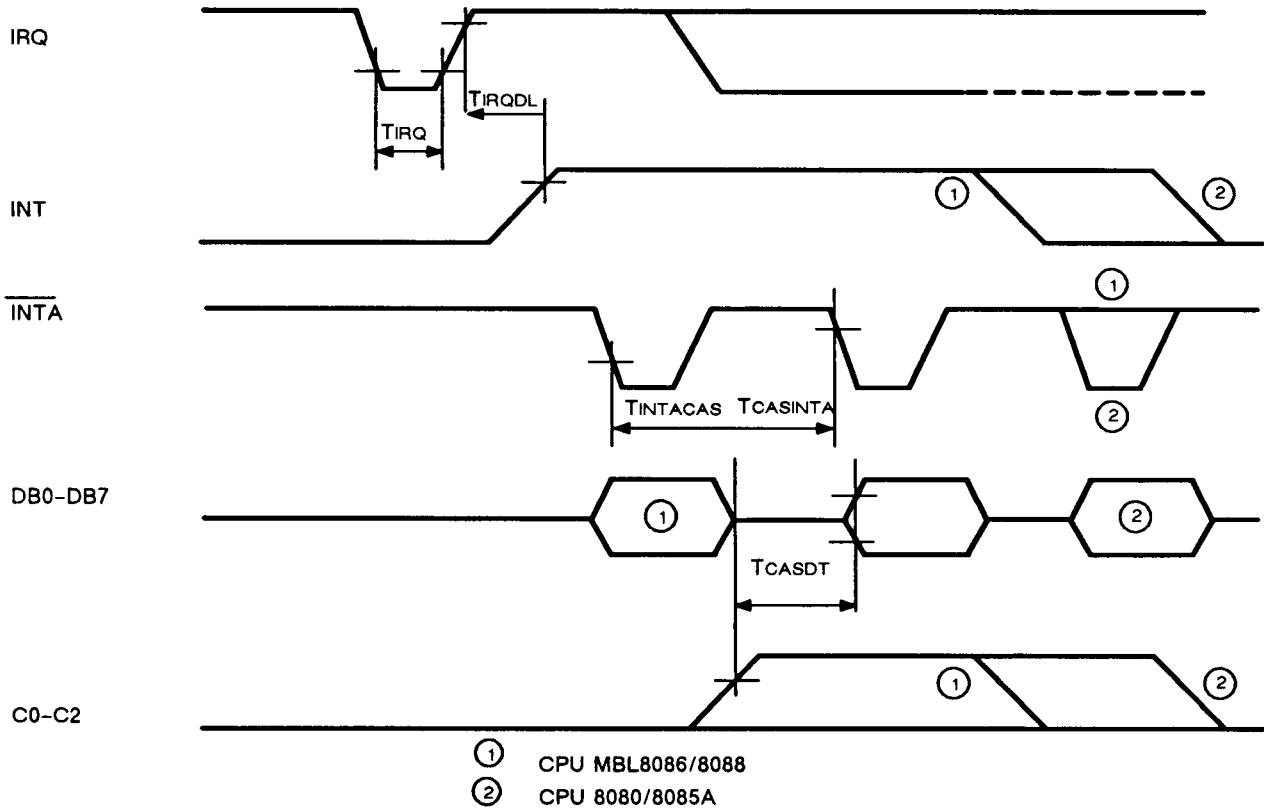 IRQ
TIRQDL
TIRQ
INT
①
②
INTA
①
TINTACAS TCASINTA
②
DB0-DB7
①
②
TCASDT
①
②
C0-C2
① CPU MBL8086/8088
② CPU 8080/8085A